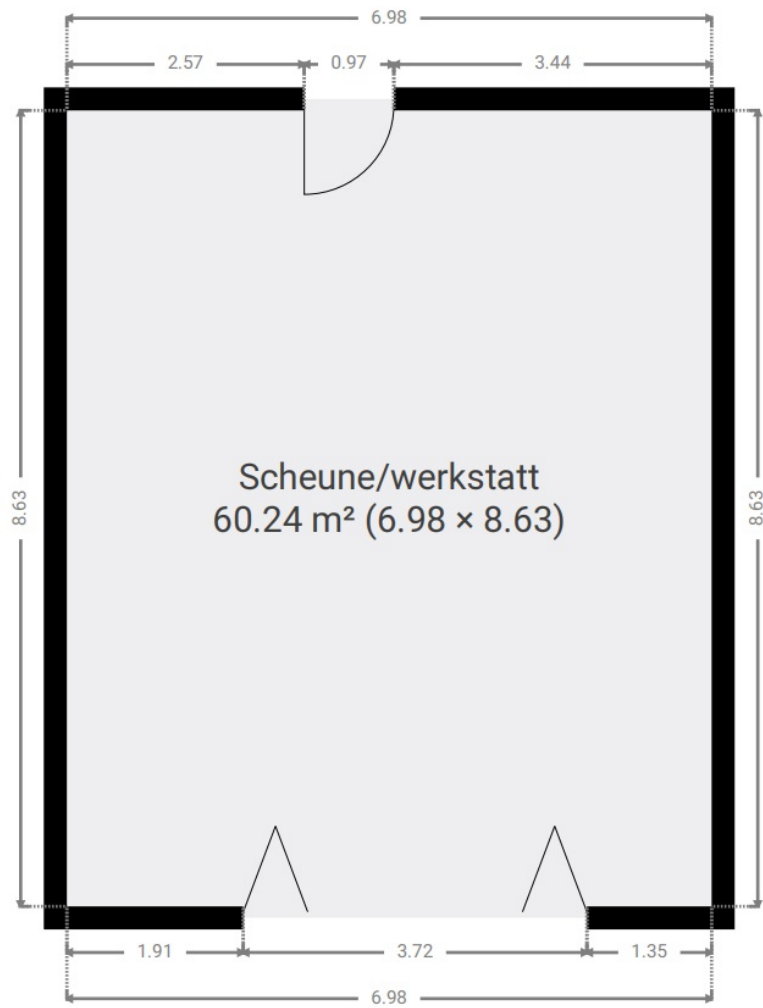 6.98
2.57 0.97 3.44
8.63
8.63
Scheune/werkstatt
60.24 m² (6.98 × 8.63)
1.91 3.72 1.35
6.98